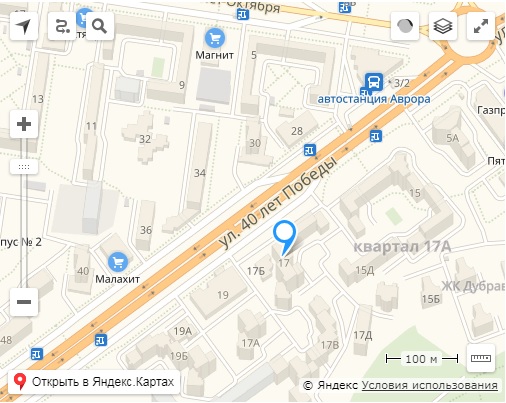 Октября
Магнит
5
9
13
11
32
34
30
28
3/2
автостанция Аврора
Газпр
5А
Пят
ул. 40 лет Победы
квартал 17А
36
пус № 2
40
Малахит
17Б
17
15Д
15Б
ЖК Дубрав
19
19А
19Б
17В
17Д
48
100 м
Открыть в Яндекс.Картах
© Яндекс Условия использования